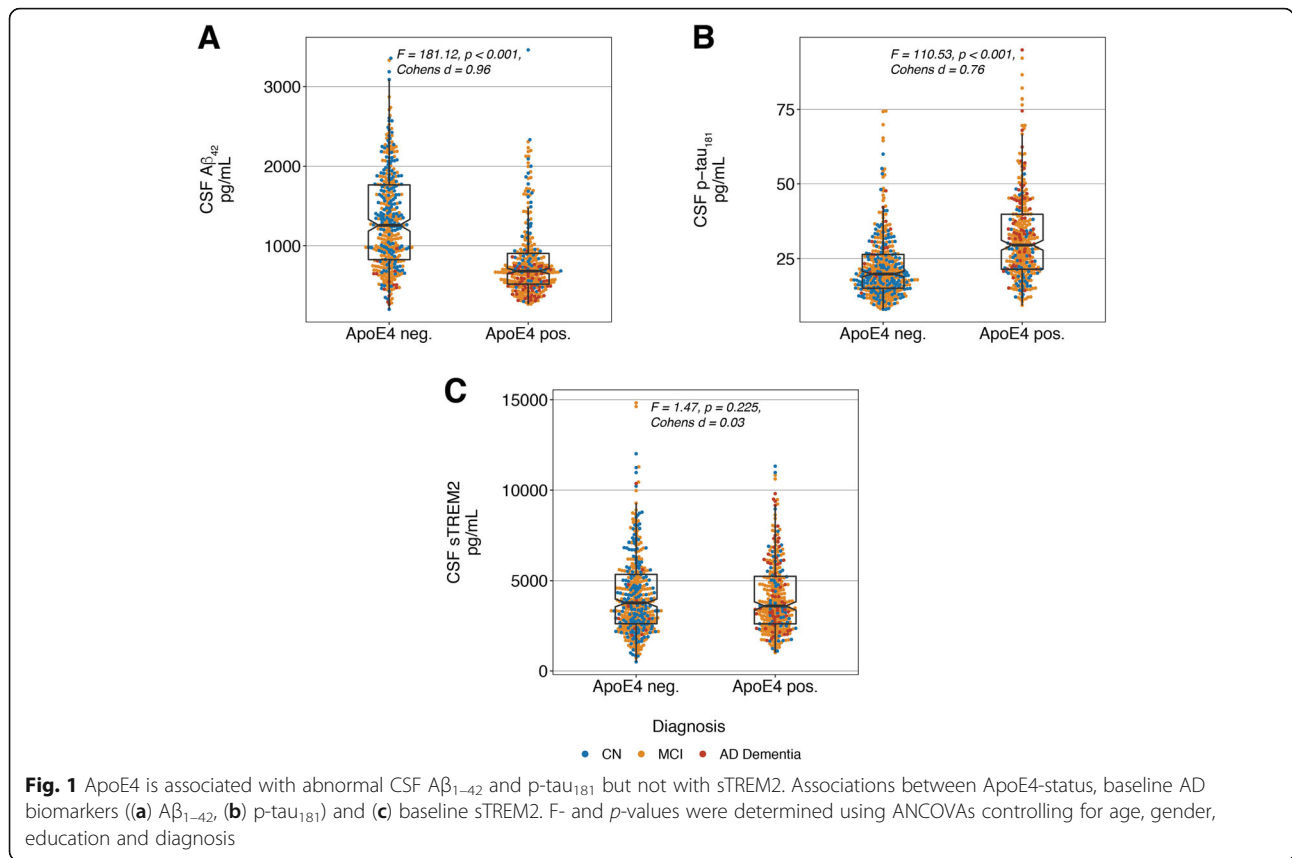 A
F = 181.12, p < 0.001,
Cohens d = 0.96
CSF Aβ₄₂
pg/mL
3000
2000
1000
ApoE4 neg.
ApoE4 pos.
B
F = 110.53, p < 0.001,
Cohens d = 0.76
CSF p−tau₁₈₁
pg/mL
75
50
25
ApoE4 neg.
ApoE4 pos.
C
F = 1.47, p = 0.225,
Cohens d = 0.03
CSF sTREM2
pg/mL
15000
10000
5000
0
ApoE4 neg.
ApoE4 pos.
Diagnosis
CN MCI AD Dementia
Fig. 1 ApoE4 is associated with abnormal CSF Aβ₁₋₄₂ and p-tau₁₈₁ but not with sTREM2. Associations between ApoE4-status, baseline AD
biomarkers ((a) Aβ₁₋₄₂, (b) p-tau₁₈₁) and (c) baseline sTREM2. F- and p-values were determined using ANCOVAs controlling for age, gender,
education and diagnosis